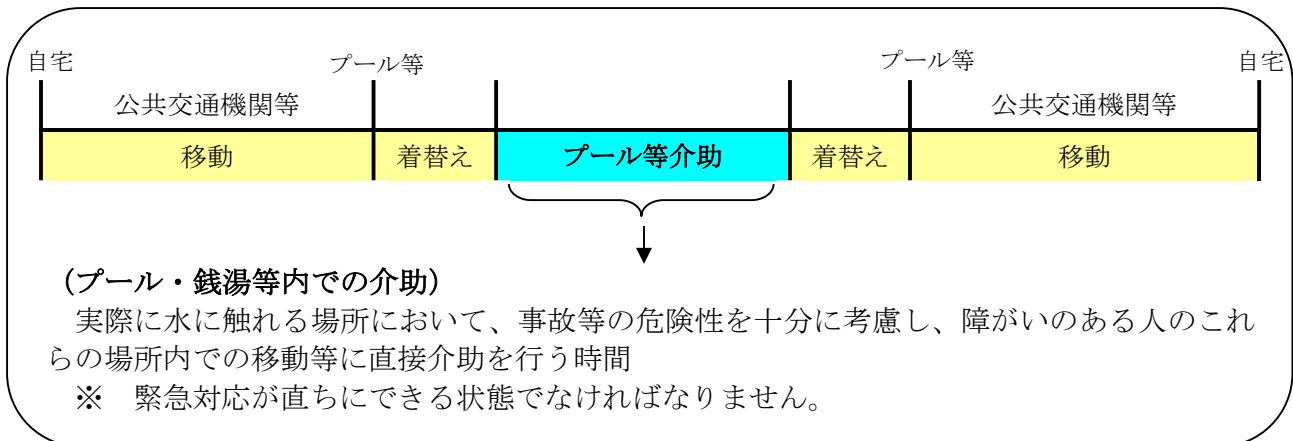 自宅 プール等 プール等 自宅
公共交通機関等 公共交通機関等
移動 着替え プール等介助 着替え 移動
(プール・銭湯等内での介助)
実際に水に触れる場所において、事故等の危険性を十分に考慮し、障がいのある人のこれ
らの場所内での移動等に直接介助を行う時間
※ 緊急対応が直ちにできる状態でなければなりません。